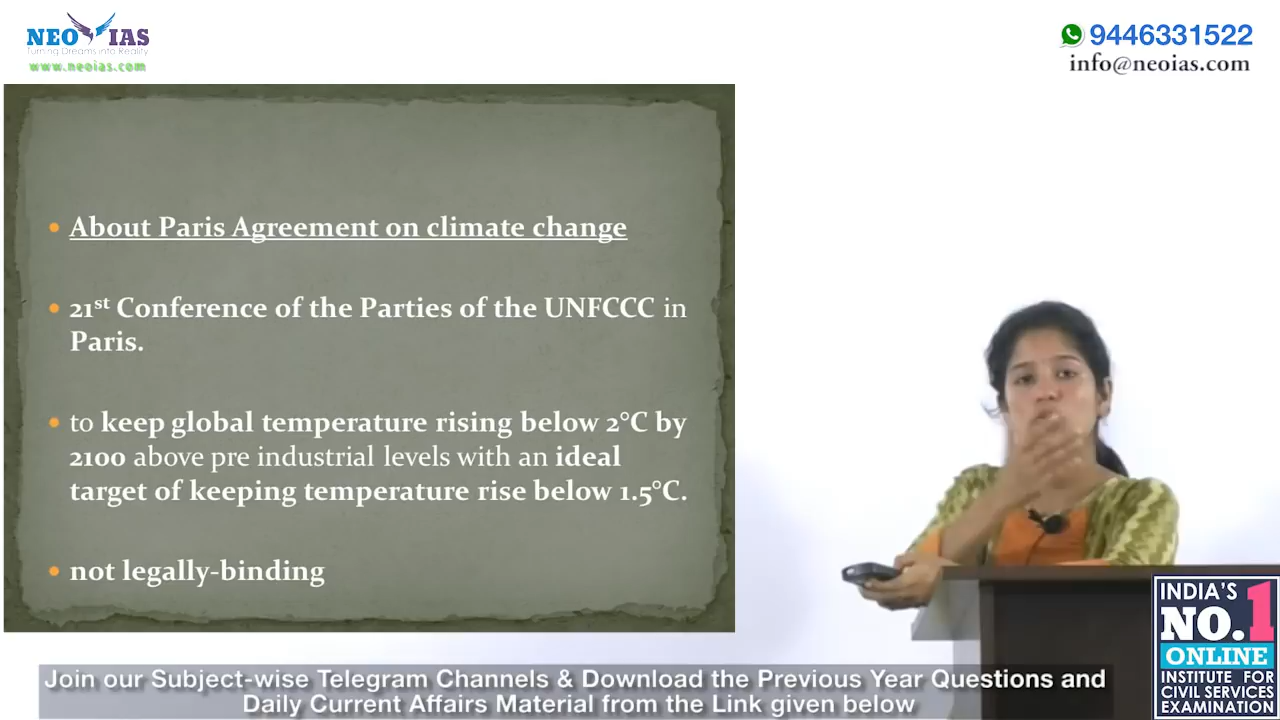 NEO IAS
Turning Dreams into Reality
www.neoias.com
9446331522
info@neoias.com
• About Paris Agreement on climate change
• 21st Conference of the Parties of the UNFCCC in
Paris.
• to keep global temperature rising below 2°C by
2100 above pre industrial levels with an ideal
target of keeping temperature rise below 1.5°C.
• not legally-binding
INDIA'S
NO.1
ONLINE
INSTITUTE FOR
CIVIL SERVICES
EXAMINATION
Join our Subject-wise Telegram Channels & Download the Previous Year Questions and
Daily Current Affairs Material from the Link given below